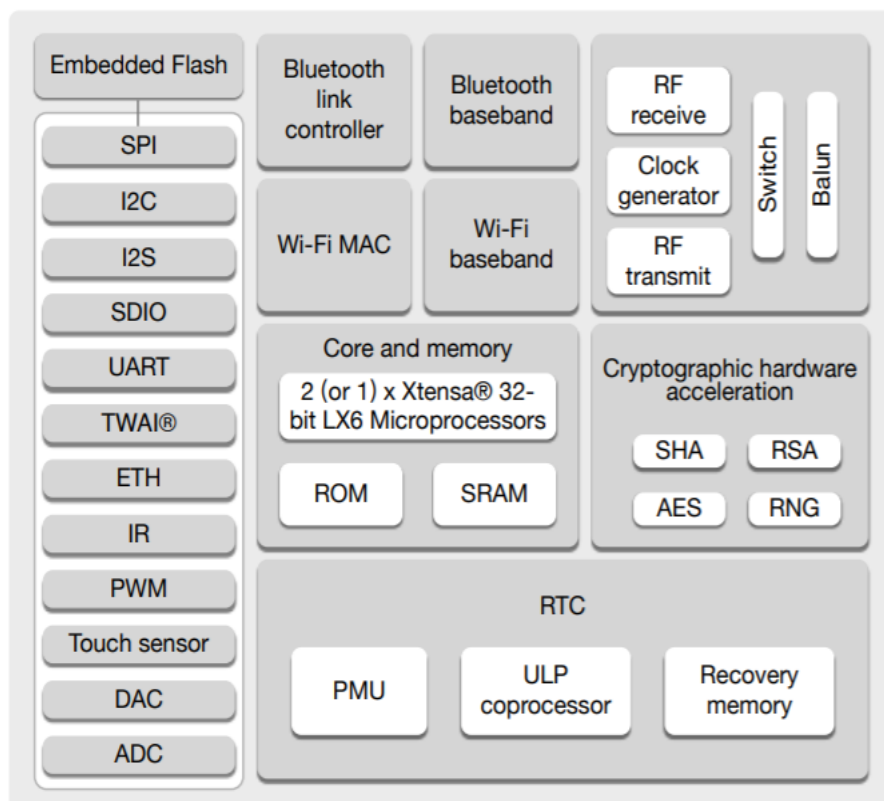 Embedded Flash
SPI
I2C
I2S
SDIO
UART
TWAI®
ETH
IR
PWM
Touch sensor
DAC
ADC
Bluetooth
link
controller
Bluetooth
baseband
Wi-Fi MAC
Wi-Fi
baseband
RF
receive
Clock
generator
RF
transmit
Switch
Balun
Core and memory
2 (or 1) x Xtensa® 32-
bit LX6 Microprocessors
ROM
SRAM
Cryptographic hardware
acceleration
SHA
RSA
AES
RNG
RTC
PMU
ULP
coprocessor
Recovery
memory